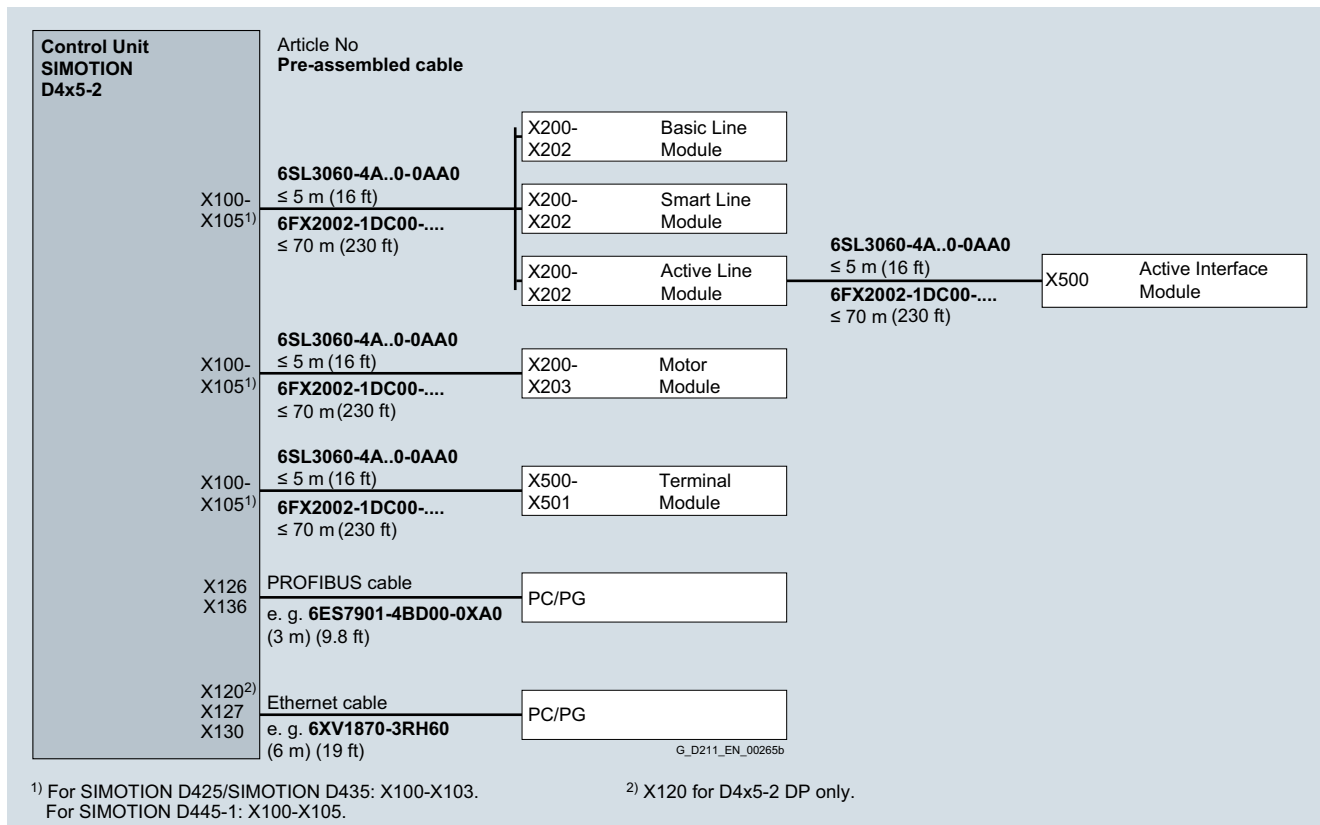 Control Unit
SIMOTION
D4x5-2
Article No
Pre-assembled cable
X200-
X202
Basic Line
Module
6SL3060-4A..0-0AA0
≤ 5 m (16 ft)
X100-
X105¹⁾
6FX2002-1DC00-....
≤ 70 m (230 ft)
X200-
X202
Smart Line
Module
X200-
X202
Active Line
Module
6SL3060-4A..0-0AA0
≤ 5 m (16 ft)
6FX2002-1DC00-....
≤ 70 m (230 ft)
X500
Active Interface
Module
6SL3060-4A..0-0AA0
≤ 5 m (16 ft)
X100-
X105¹⁾
6FX2002-1DC00-....
≤ 70 m (230 ft)
X200-
X203
Motor
Module
6SL3060-4A..0-0AA0
≤ 5 m (16 ft)
X100-
X105¹⁾
6FX2002-1DC00-....
≤ 70 m (230 ft)
X500-
X501
Terminal
Module
X126
X136
PROFIBUS cable
e. g. 6ES7901-4BD00-0XA0
(3 m) (9.8 ft)
PC/PG
X120²⁾
X127
X130
Ethernet cable
e. g. 6XV1870-3RH60
(6 m) (19 ft)
PC/PG
G_D211_EN_00265b
¹⁾ For SIMOTION D425/SIMOTION D435: X100-X103.
For SIMOTION D445-1: X100-X105.
²⁾ X120 for D4x5-2 DP only.